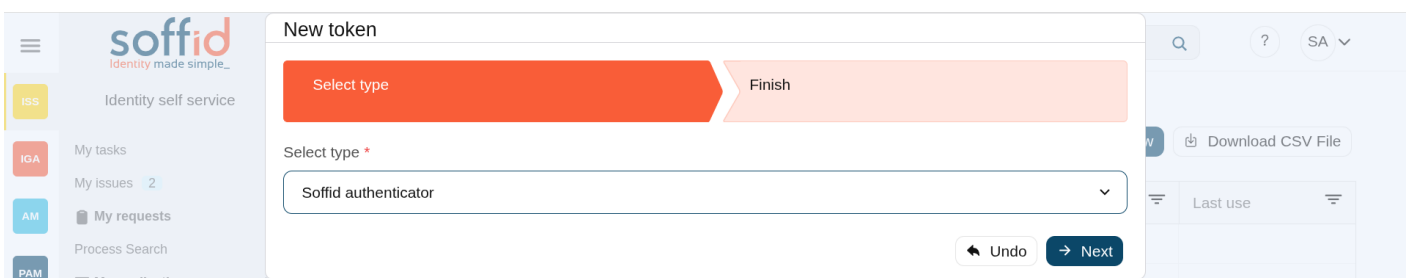 soffid
Identity made simple_
New token
?
SA
Select type
Finish
ISS
Identity self service
Download CSV File
IGA
My tasks
Select type *
My issues 2
Soffid authenticator
AM
My requests
Last use
Process Search
Undo
Next
PAM